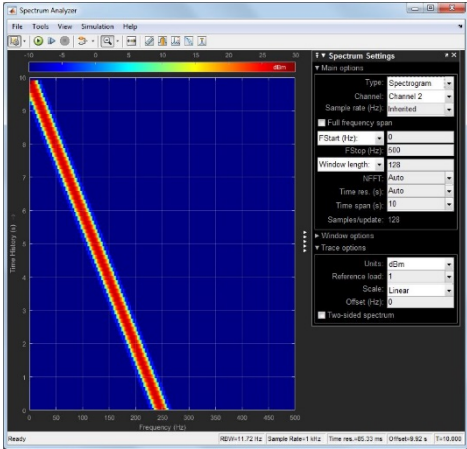 Spectrum Analyzer
File Tools View Simulation Help
-10 -5 0 5 10 15 20 25 30
dBm
10
9
8
7
6
5
4
3
2
1
0
Time History (s)
0 50 100 150 200 250 300 350 400 450 500
Frequency (Hz)
Spectrum Settings
Main options
Type: Spectrogram
Channel: Channel 2
Sample rate (Hz): Inherited
Full frequency span
FStart (Hz): 0
FStop (Hz): 500
Window length: 128
NFFT: Auto
Time res. (s): Auto
Time span (s): 10
Samples/update: 128
Window options
Trace options
Units: dBm
Reference load: 1
Scale: Linear
Offset (Hz): 0
Two-sided spectrum
Ready RBW=11.72 Hz Sample Rate=1 kHz Time res.=85.33 ms Offset=9.92 s T=10.000